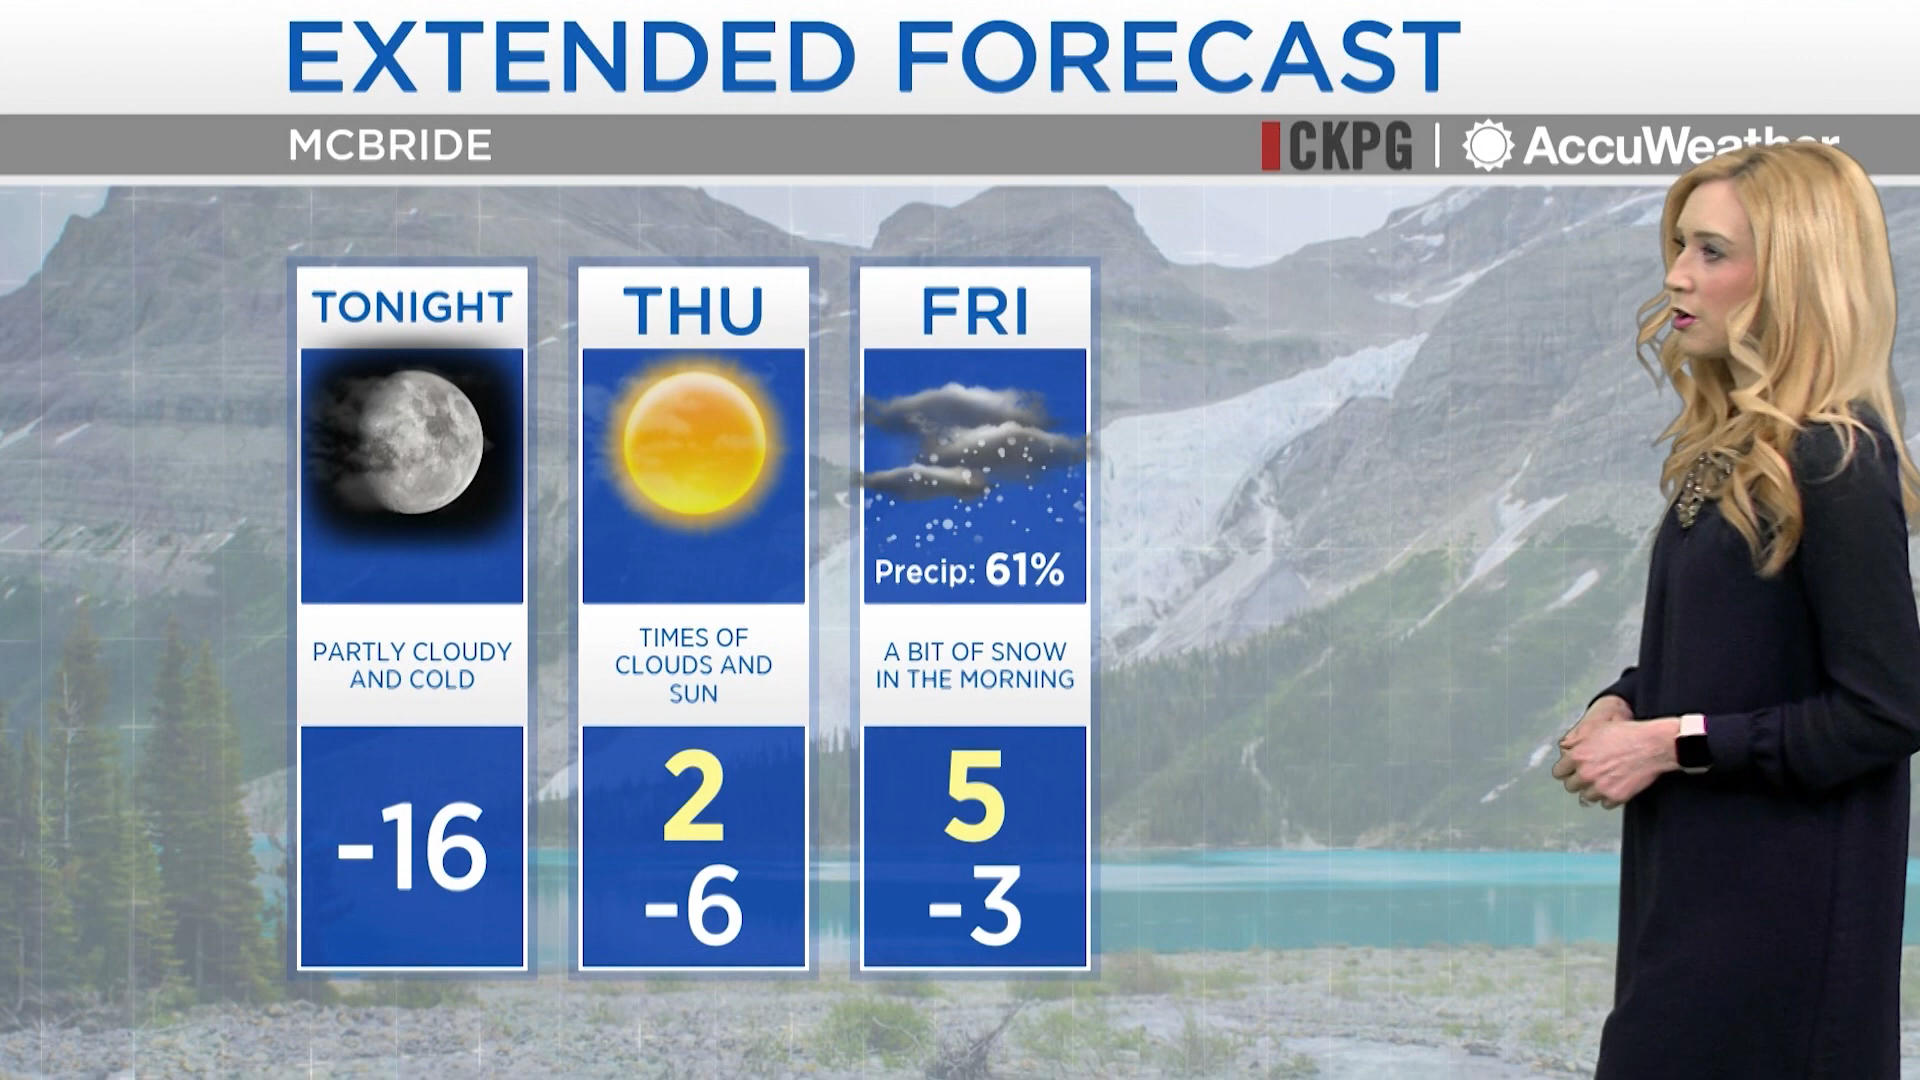 EXTENDED FORECAST
MCBRIDE
CKPG | AccuWeather
TONIGHT
PARTLY CLOUDY
AND COLD
-16
THU
TIMES OF
CLOUDS AND
SUN
2
-6
FRI
Precip: 61%
A BIT OF SNOW
IN THE MORNING
5
-3